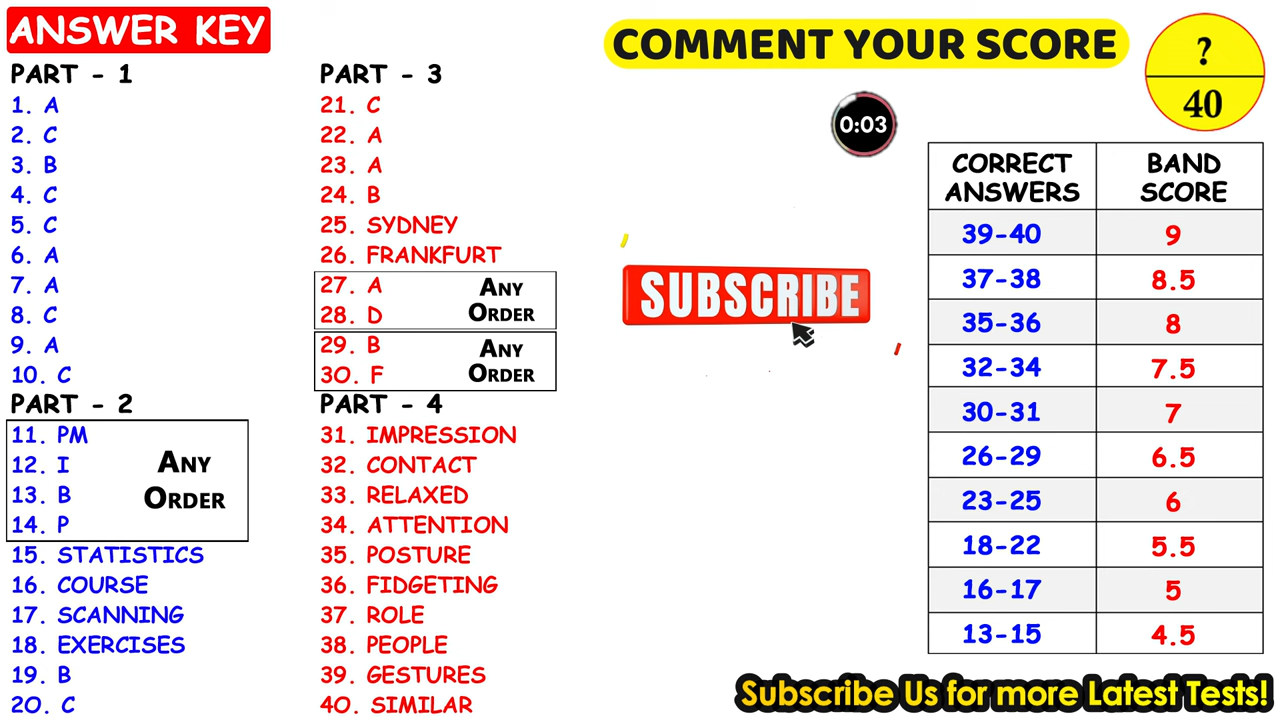 ANSWER KEY
PART - 1
1. A
2. C
3. B
4. C
5. C
6. A
7. A
8. C
9. A
10. C
PART - 2
11. PM
12. I
13. B
14. P
ANY
ORDER
15. STATISTICS
16. COURSE
17. SCANNING
18. EXERCISES
19. B
20. C
PART - 3
21. C
22. A
23. A
24. B
25. SYDNEY
26. FRANKFURT
27. A
28. D
ANY
ORDER
29. B
30. F
ANY
ORDER
PART - 4
31. IMPRESSION
32. CONTACT
33. RELAXED
34. ATTENTION
35. POSTURE
36. FIDGETING
37. ROLE
38. PEOPLE
39. GESTURES
40. SIMILAR
COMMENT YOUR SCORE
?
40
0:03
SUBSCRIBE
CORRECT ANSWERS BAND SCORE
39-40 9
37-38 8.5
35-36 8
32-34 7.5
30-31 7
26-29 6.5
23-25 6
18-22 5.5
16-17 5
13-15 4.5
Subscribe Us for more Latest Tests!